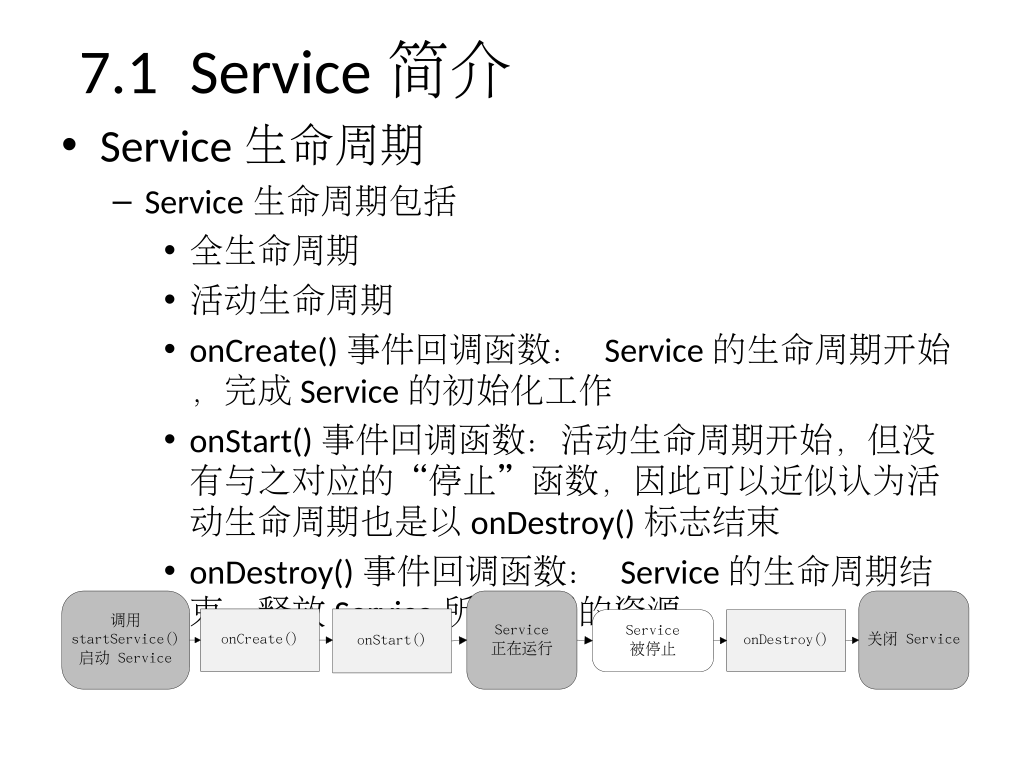 7.1 Service 简介
• Service 生命周期
– Service 生命周期包括
• 全生命周期
• 活动生命周期
• onCreate() 事件回调函数： Service 的生命周期开始
，完成 Service 的初始化工作
• onStart() 事件回调函数：活动生命周期开始，但没
有与之对应的“停止”函数，因此可以近似认为活
动生命周期也是以 onDestroy() 标志结束
• onDestroy() 事件回调函数： Service 的生命周期结
束 释放 Service 所 的资源
调用
startService()
启动 Service
onCreate()
onStart()
Service
正在运行
Service
被停止
onDestroy()
关闭 Service